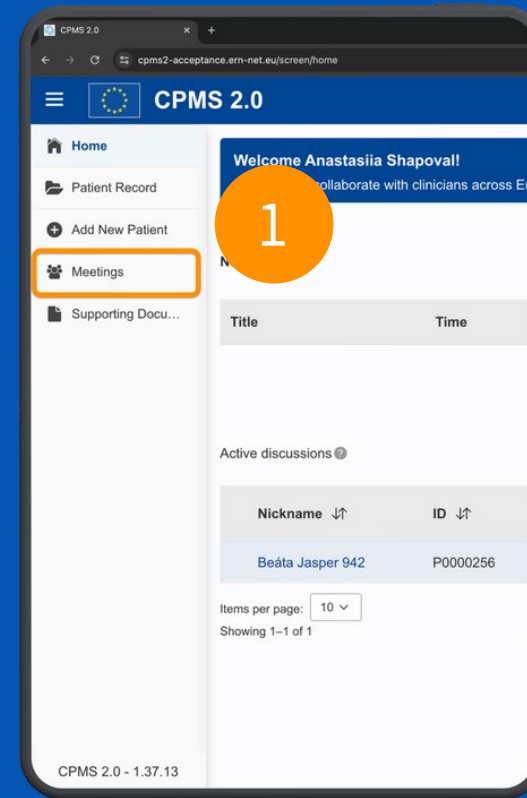 CPMS 2.0
cpms2-acceptance.ern-net.eu/screen/home
CPMS 2.0
Home
Patient Record
Add New Patient
Meetings
Supporting Docu...
CPMS 2.0 - 1.37.13
Welcome Anastasiia Shapoval!
ollaborate with clinicians across E
1
N
Title Time
Active discussions
Nickname ID
Beáta Jasper 942 P0000256
Items per page: 10
Showing 1–1 of 1